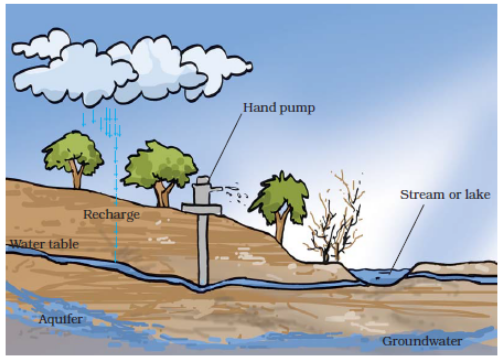 Hand pump
Stream or lake
Recharge
Water table
Aquifer
Groundwater